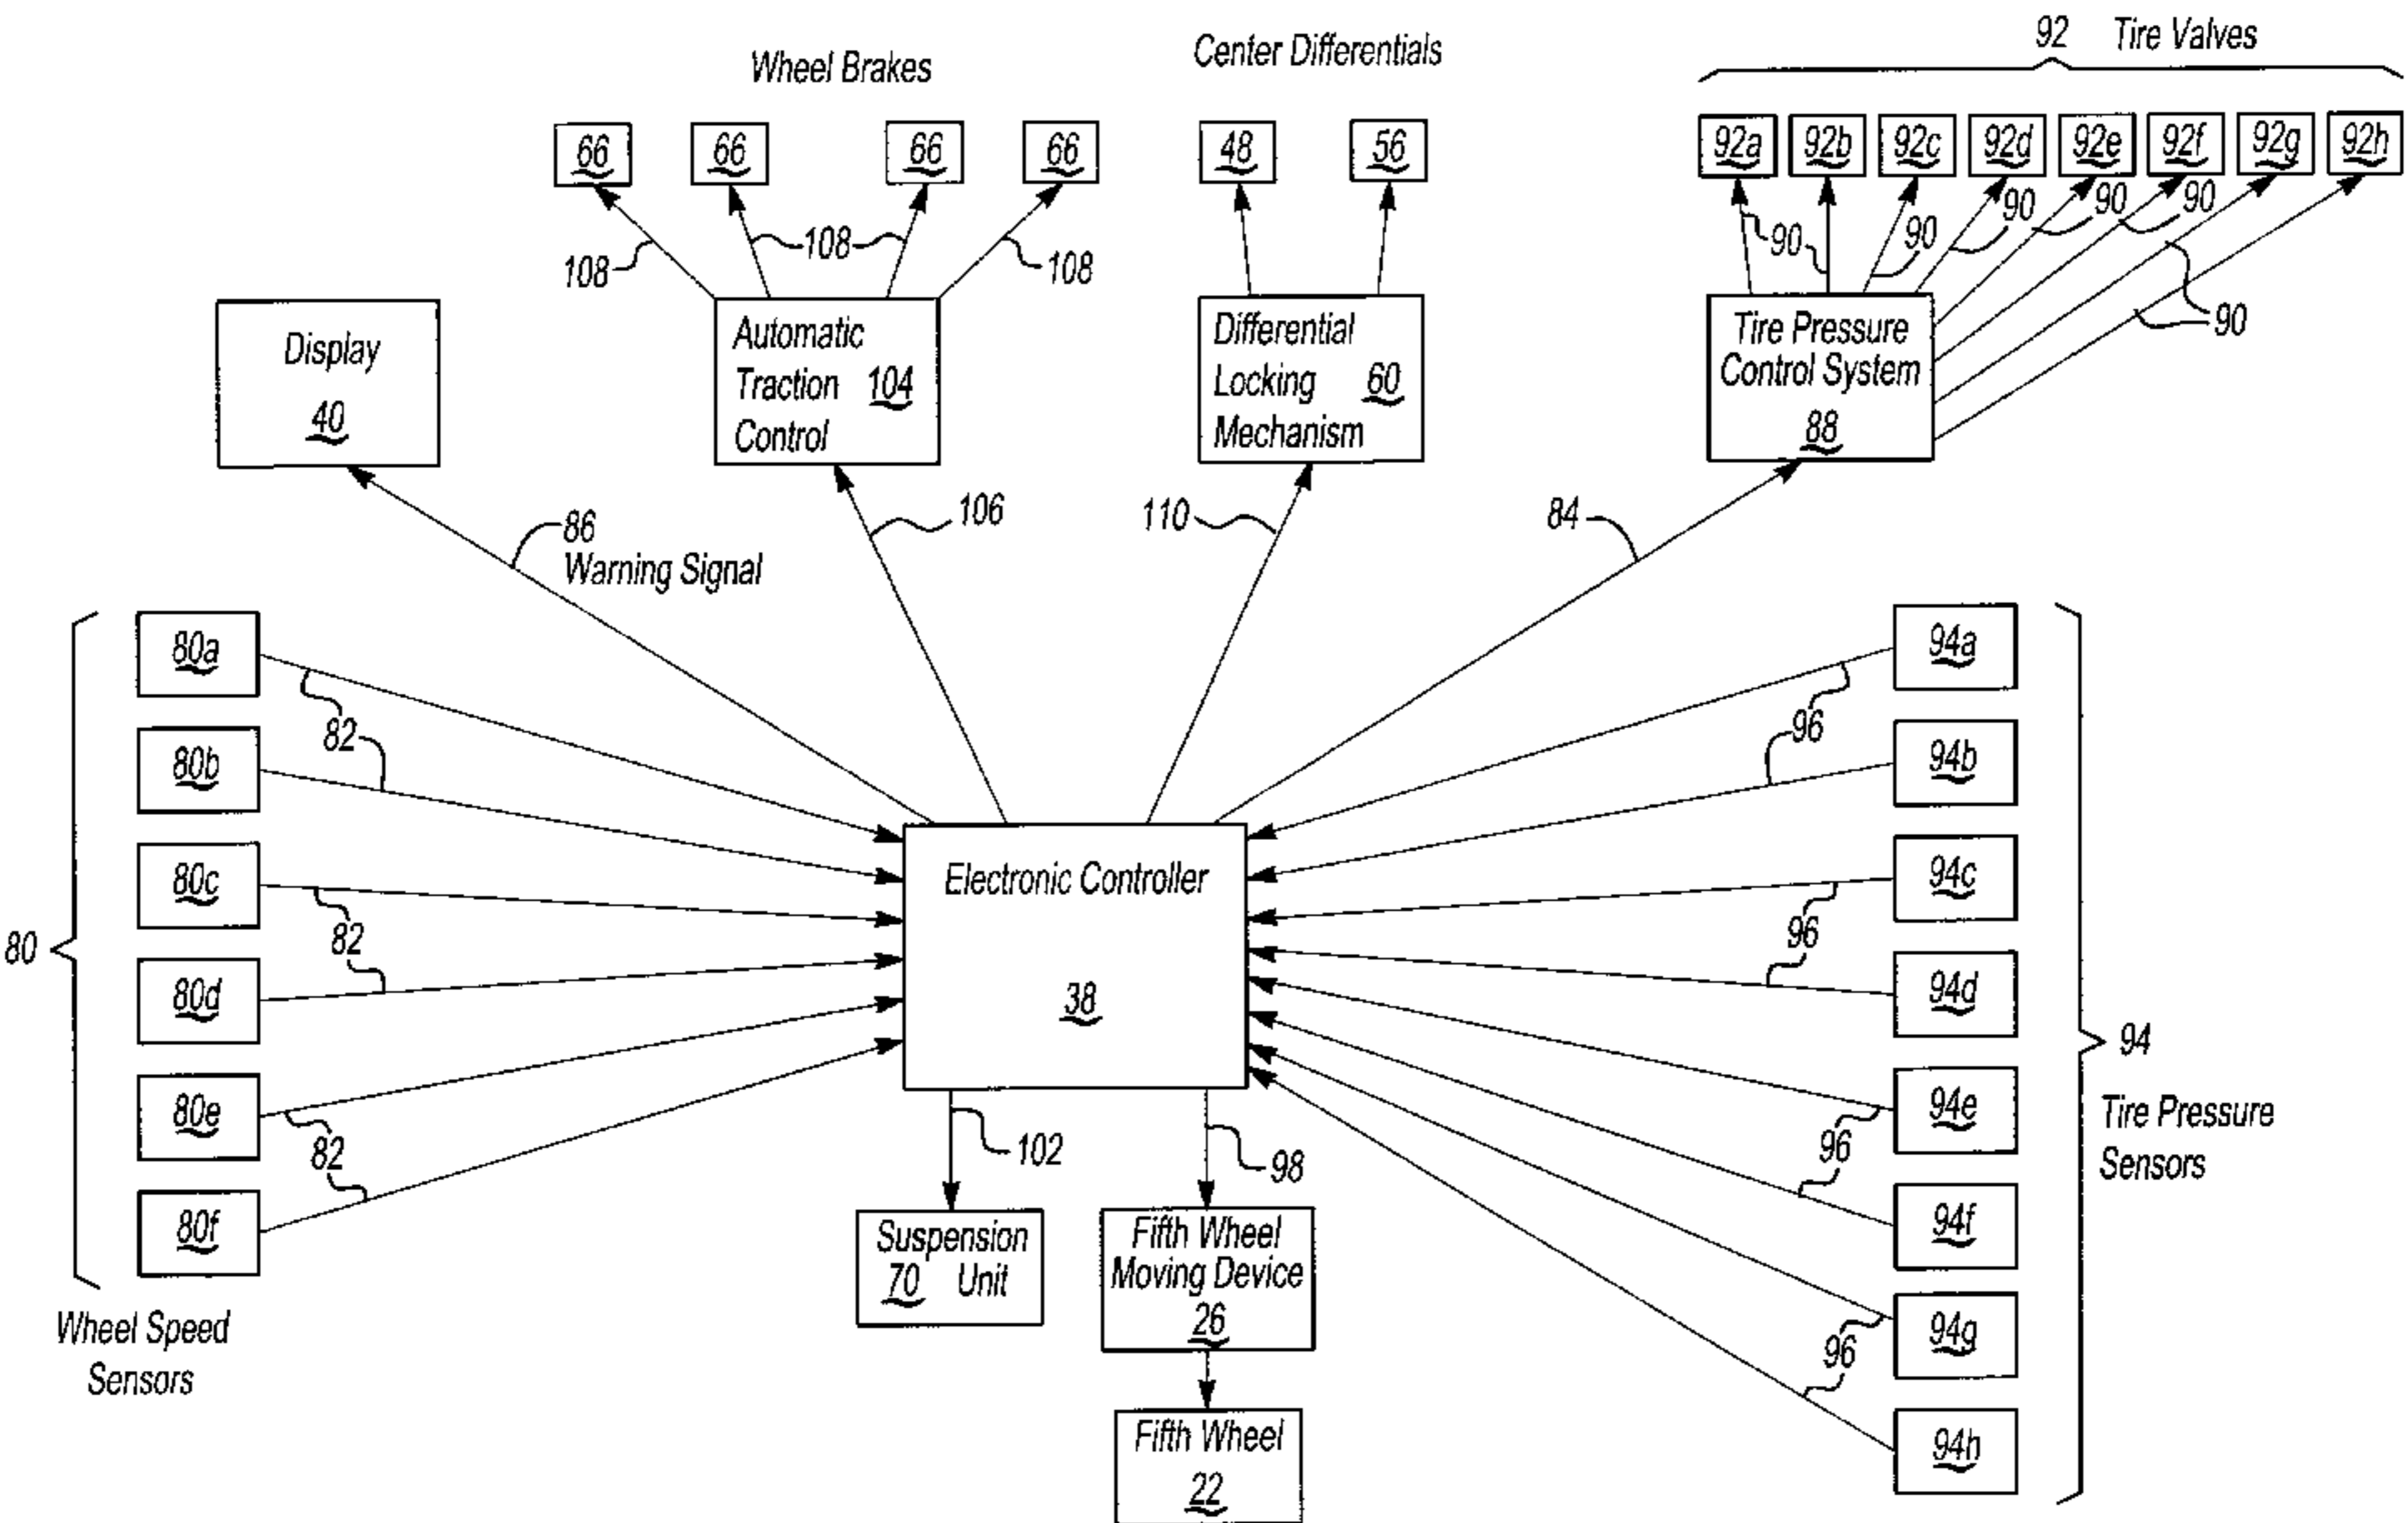 92 Tire Valves
Wheel Brakes
Center Differentials
66 66 66 66
48 56
92a 92b 92c 92d 92e 92f 92g 92h
108 108 108
90 90 90 90 90 90
Display
40
Automatic
Traction 104
Control
Differential
Locking 60
Mechanism
Tire Pressure
Control System
88
86
Warning Signal
106
110
84
80
80a
80b
80c
80d
80e
80f
82
82
82
Wheel Speed
Sensors
Electronic Controller
38
94a
94b
94c
94d
94e
94f
94g
94h
96
96
96
96
94
Tire Pressure
Sensors
102
98
Suspension
70 Unit
Fifth Wheel
Moving Device
26
Fifth Wheel
22